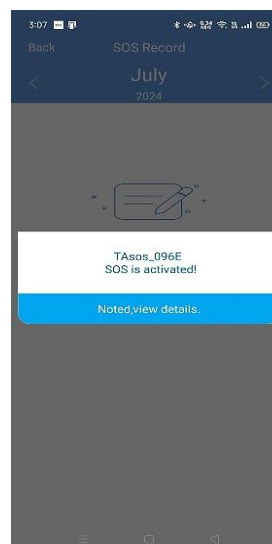 3:07
Back SOS Record
July
2024
TAsos_096E
SOS is activated!
Noted,view details.